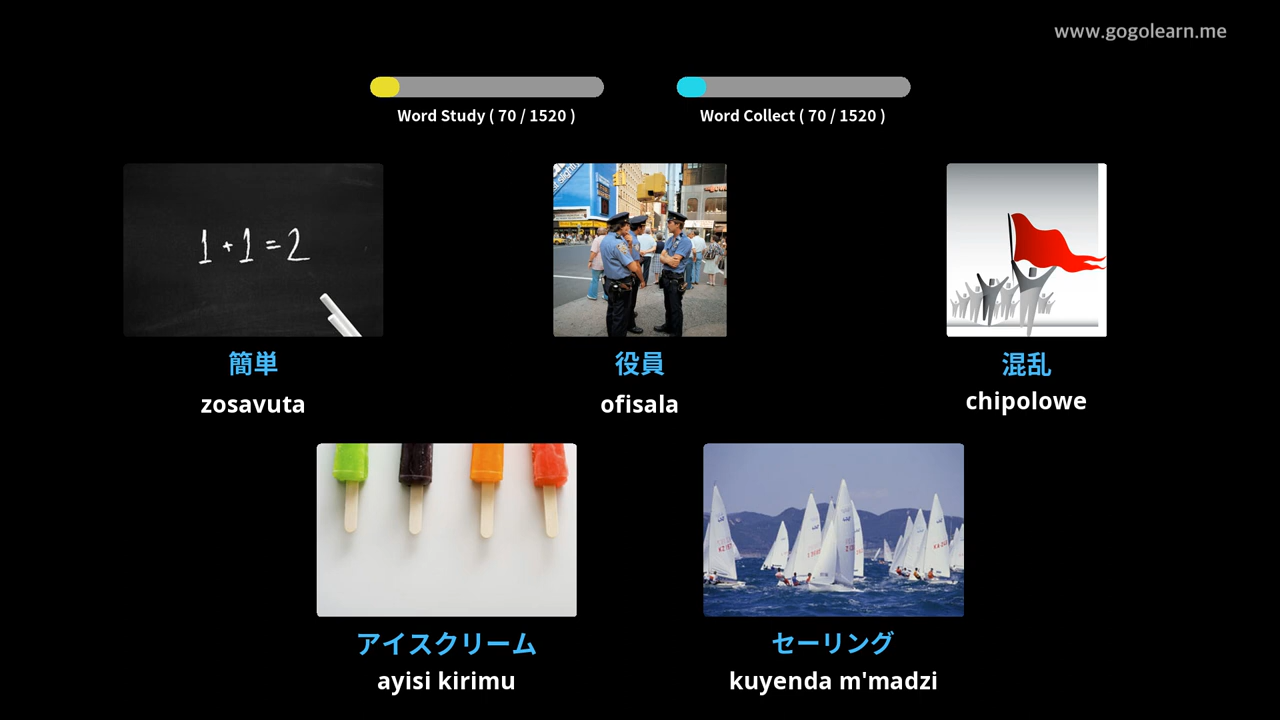 www.gogolearn.me
Word Study ( 70 / 1520 )
Word Collect ( 70 / 1520 )
1 + 1 = 2
簡単
役員
混乱
zosavuta
ofisala
chipolowe
アイスクリーム
セーリング
ayisi kirimu
kuyenda m'madzi